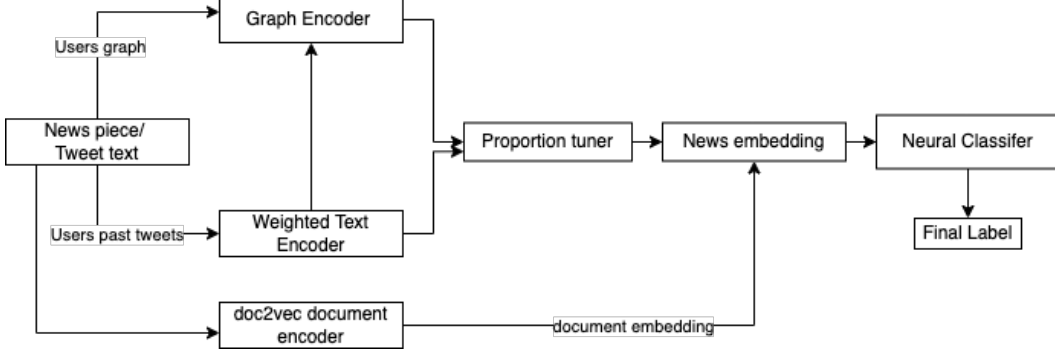 Graph Encoder
Users graph
News piece/
Tweet text
Proportion tuner
News embedding
Neural Classifer
Users past tweets
Weighted Text
Encoder
Final Label
doc2vec document
encoder
document embedding